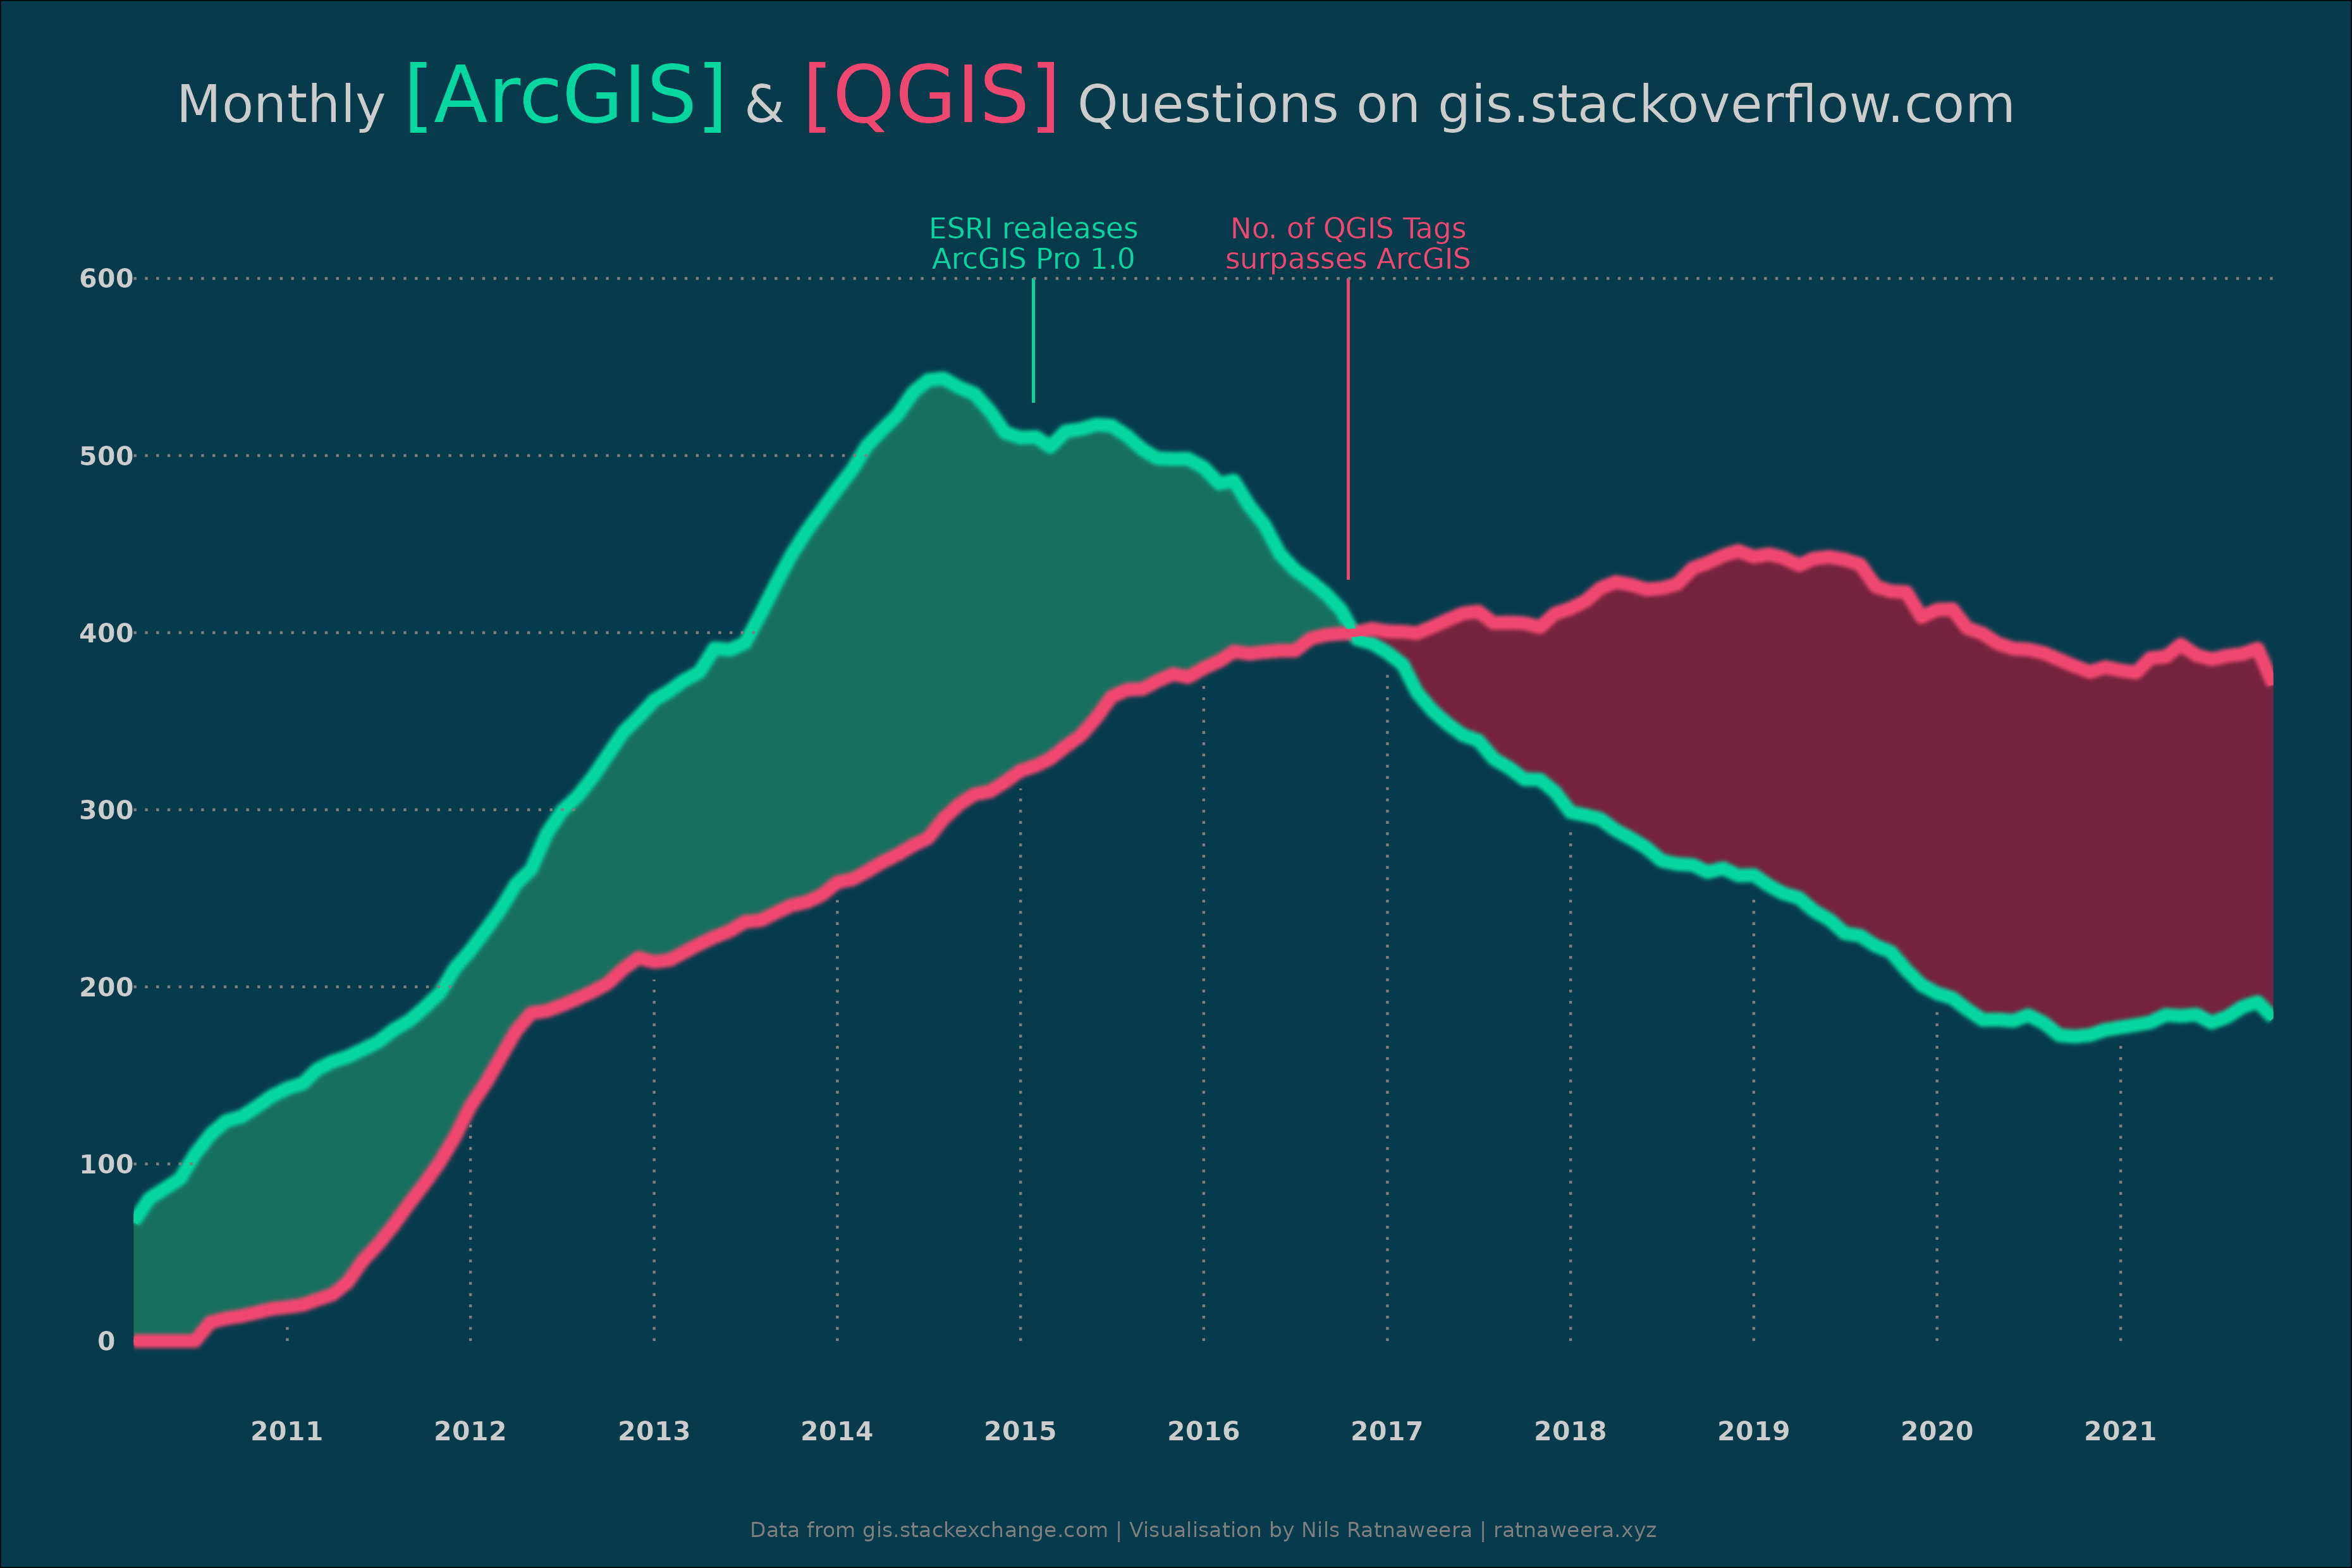 Monthly [ArcGIS] & [QGIS] Questions on gis.stackoverflow.com
ESRI realeases
ArcGIS Pro 1.0
No. of QGIS Tags
surpasses ArcGIS
600
500
400
300
200
100
0
2011 2012 2013 2014 2015 2016 2017 2018 2019 2020 2021
Data from gis.stackexchange.com | Visualisation by Nils Ratnaweera | ratnaweera.xyz